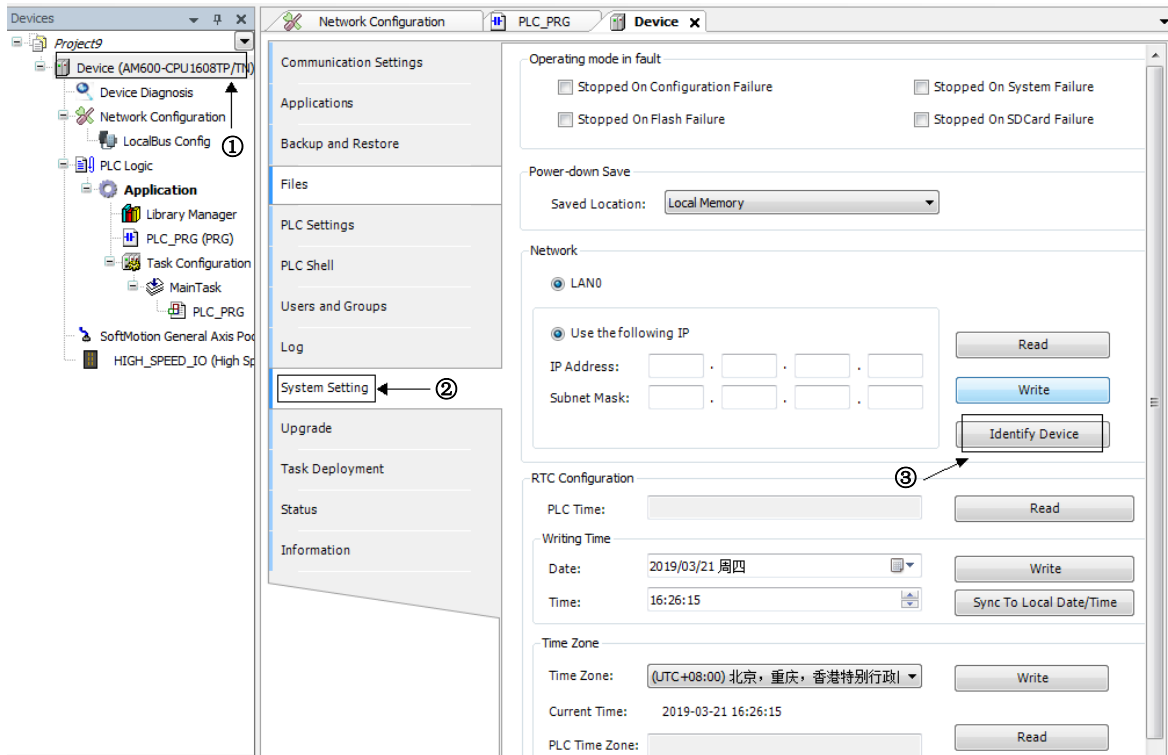 Devices
Project9
Device (AM600-CPU1608TP/TN)
Device Diagnosis
Network Configuration
LocalBus Config
①
PLC Logic
Application
Library Manager
PLC_PRG (PRG)
Task Configuration
MainTask
PLC_PRG
SoftMotion General Axis Poo
HIGH_SPEED_IO (High Sp
Network Configuration
PLC_PRG
Device
Communication Settings
Applications
Backup and Restore
Files
PLC Settings
PLC Shell
Users and Groups
Log
System Setting
②
Upgrade
Task Deployment
Status
Information
Operating mode in fault
Stopped On Configuration Failure
Stopped On System Failure
Stopped On Flash Failure
Stopped On SDCard Failure
Power-down Save
Saved Location: Local Memory
Network
LAN0
Use the following IP
Read
IP Address: . . .
Write
Subnet Mask: . . .
Identify Device
③
RTC Configuration
PLC Time:
Read
Writing Time
Date: 2019/03/21 周四
Write
Time: 16:26:15
Sync To Local Date/Time
Time Zone
Time Zone: (UTC+08:00) 北京，重庆，香港特别行政
Write
Current Time: 2019-03-21 16:26:15
PLC Time Zone:
Read